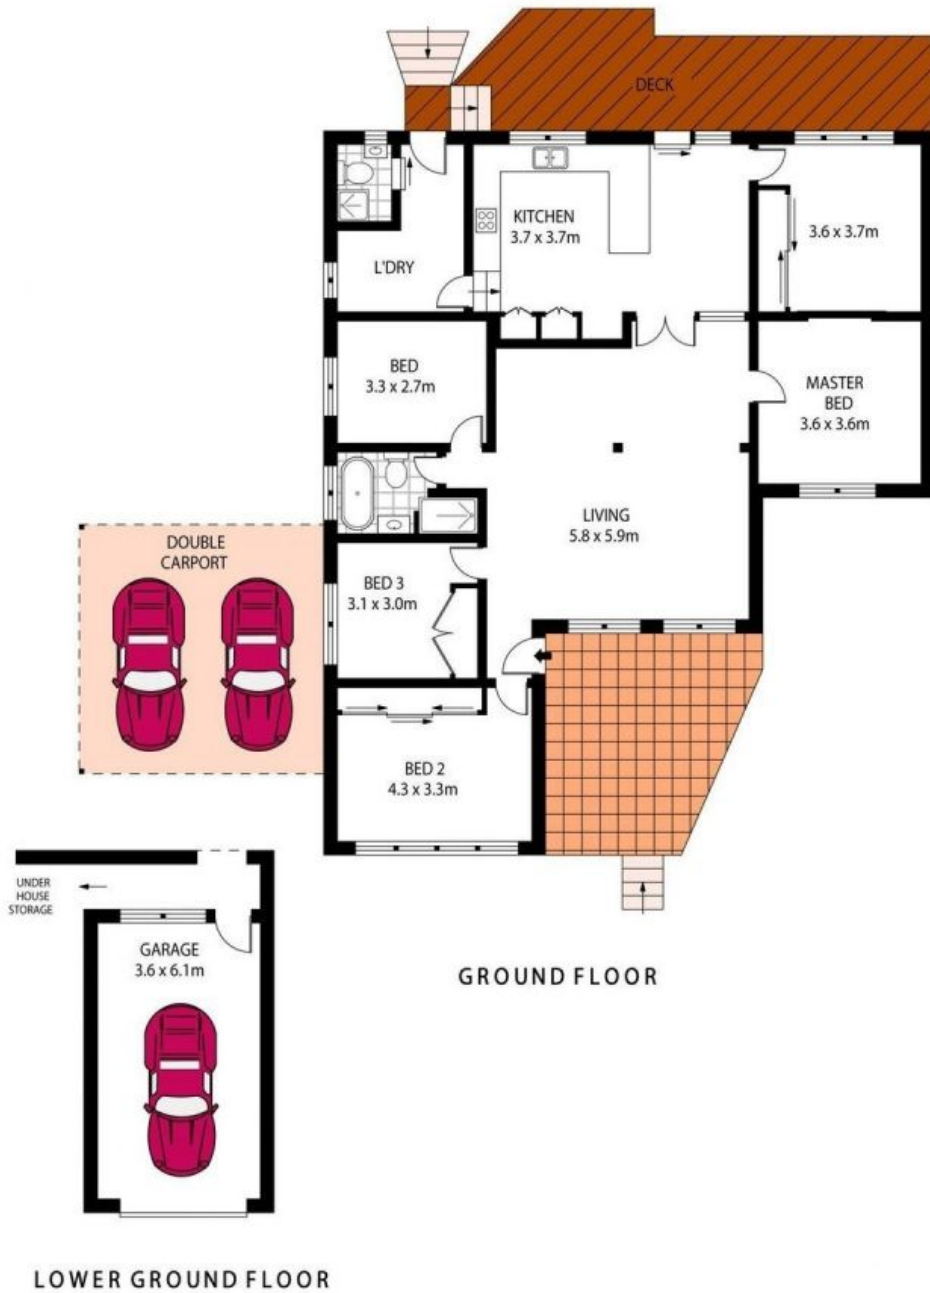 DECK
KITCHEN
3.7 x 3.7m
3.6 x 3.7m
L'DRY
BED
3.3 x 2.7m
MASTER
BED
3.6 x 3.6m
LIVING
5.8 x 5.9m
DOUBLE
CARPORT
BED 3
3.1 x 3.0m
BED 2
4.3 x 3.3m
UNDER
HOUSE
STORAGE
GARAGE
3.6 x 6.1m
GROUND FLOOR
LOWER GROUND FLOOR